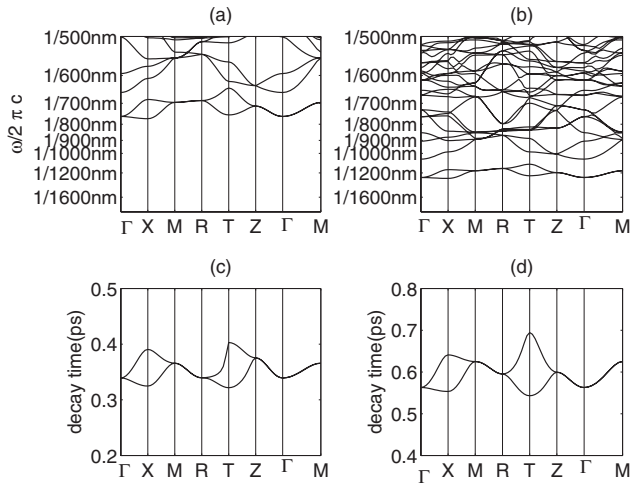 (a)
(b)
ω/2 π c
1/500nm
1/600nm
1/700nm
1/800nm
1/900nm
1/1000nm
1/1200nm
1/1600nm
Γ X M R T Z Γ M
1/500nm
1/600nm
1/700nm
1/800nm
1/900nm
1/1000nm
1/1200nm
1/1600nm
Γ X M R T Z Γ M
(c)
(d)
decay time(ps)
0.5
0.4
0.3
0.2
Γ X M R T Z Γ M
decay time(ps)
0.8
0.7
0.6
0.5
0.4
Γ X M R T Z Γ M